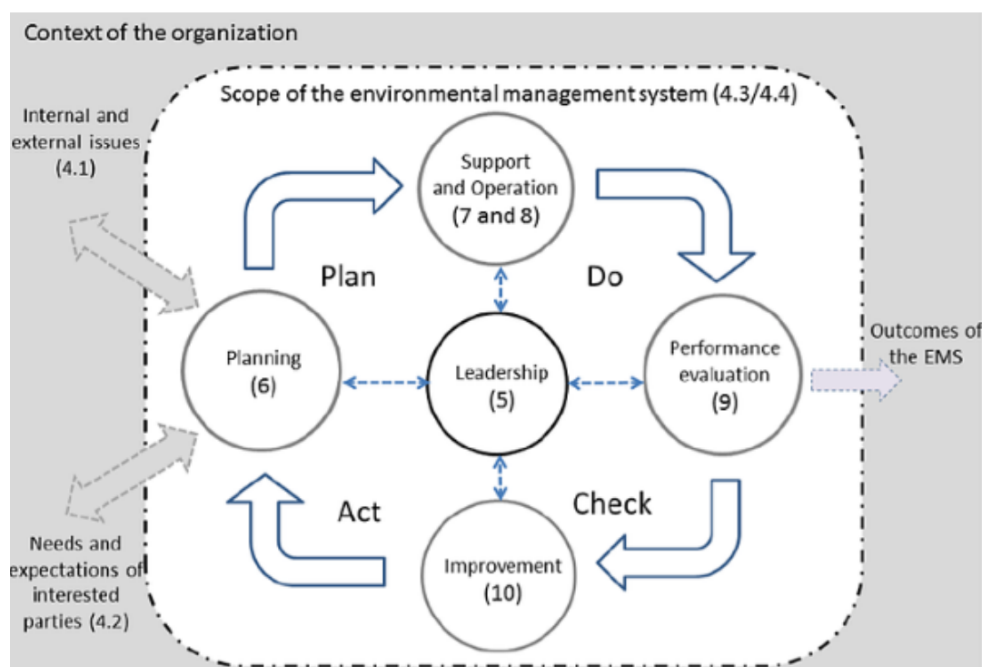 Context of the organization
Scope of the environmental management system (4.3/4.4)
Internal and
external issues
(4.1)
Support
and Operation
(7 and 8)
Plan
Do
Planning
(6)
Leadership
(5)
Performance
evaluation
(9)
Outcomes of
the EMS
Act
Check
Improvement
(10)
Needs and
expectations of
interested
parties (4.2)